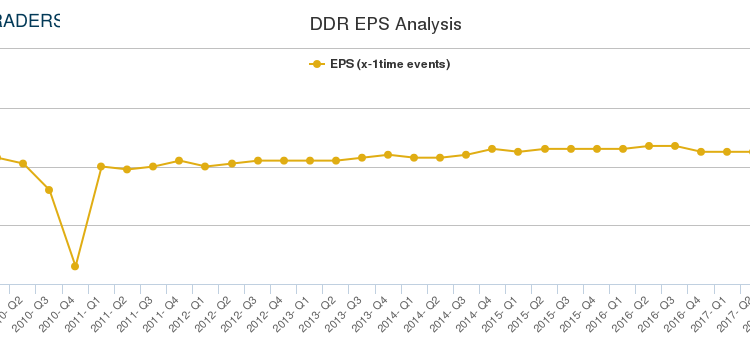 RADERS
DDR EPS Analysis
EPS (x-1time events)
10- Q2
2010- Q3
2010- Q4
2011- Q1
2011- Q2
2011- Q3
2011- Q4
2012- Q1
2012- Q2
2012- Q3
2012- Q4
2013- Q1
2013- Q2
2013- Q3
2013- Q4
2014- Q1
2014- Q2
2014- Q3
2014- Q4
2015- Q1
2015- Q2
2015- Q3
2015- Q4
2016- Q1
2016- Q2
2016- Q3
2016- Q4
2017- Q1
2017- Q